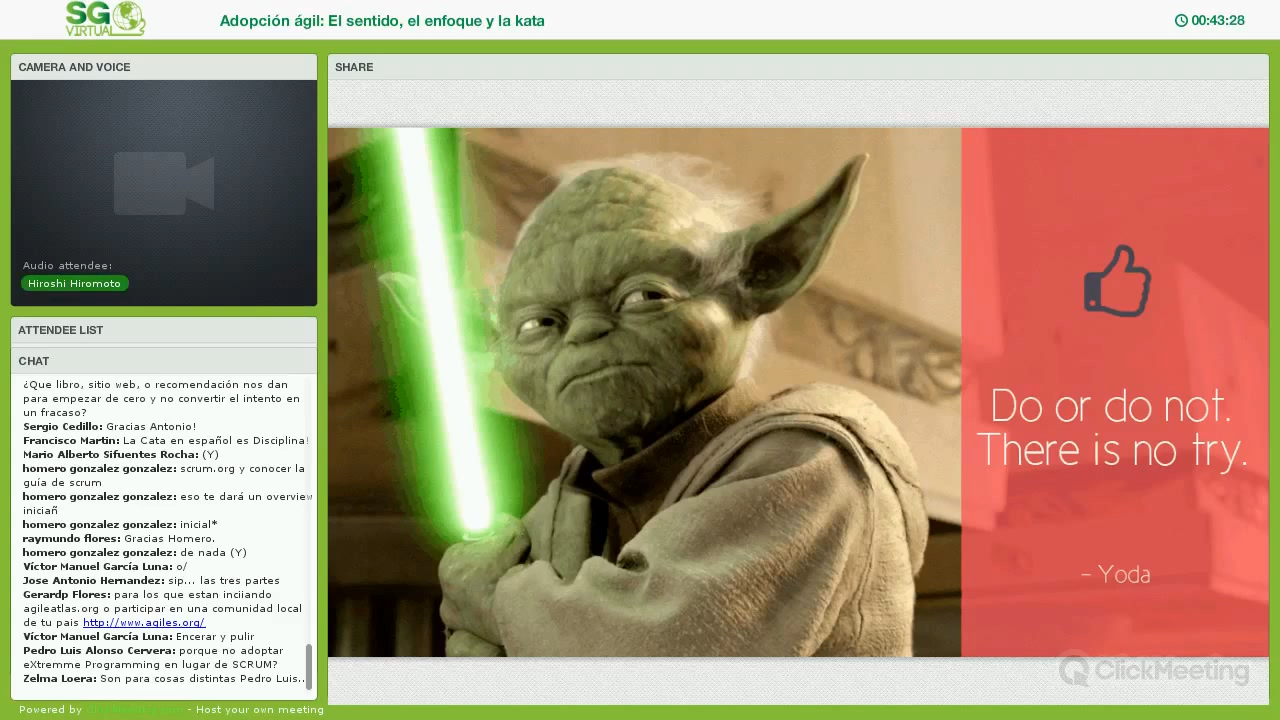 SG
VIRTUAL
Adopción ágil: El sentido, el enfoque y la kata
00:43:28
CAMERA AND VOICE
Audio attendee:
Hiroshi Hiromoto
ATTENDEE LIST
CHAT
¿Que libro, sitio web, o recomendación nos dan
para empezar de cero y no convertir el intento en
un fracaso?
Sergio Cedillo: Gracias Antonio!
Francisco Martin: La Cata en español es Disciplina!
Mario Alberto Sifuentes Rocha: (Y)
homero gonzalez gonzalez: scrum.org y conocer la
guía de scrum
homero gonzalez gonzalez: eso te dará un overview
iniciañ
homero gonzalez gonzalez: inicial*
raymundo flores: Gracias Homero.
homero gonzalez gonzalez: de nada (Y)
Víctor Manuel García Luna: o/
Jose Antonio Hernandez: sip... las tres partes
Gerardp Flores: para los que estan inciiando
agileatlas.org o participar en una comunidad local
de tu pais http://www.agiles.org/
Víctor Manuel García Luna: Encerar y pulir
Pedro Luis Alonso Cervera: porque no adoptar
eXtremme Programming en lugar de SCRUM?
Zelma Loera: Son para cosas distintas Pedro Luis..
Powered by ClickMeeting.com - Host your own meeting
SHARE
Do or do not.
There is no try.
– Yoda
ClickMeeting